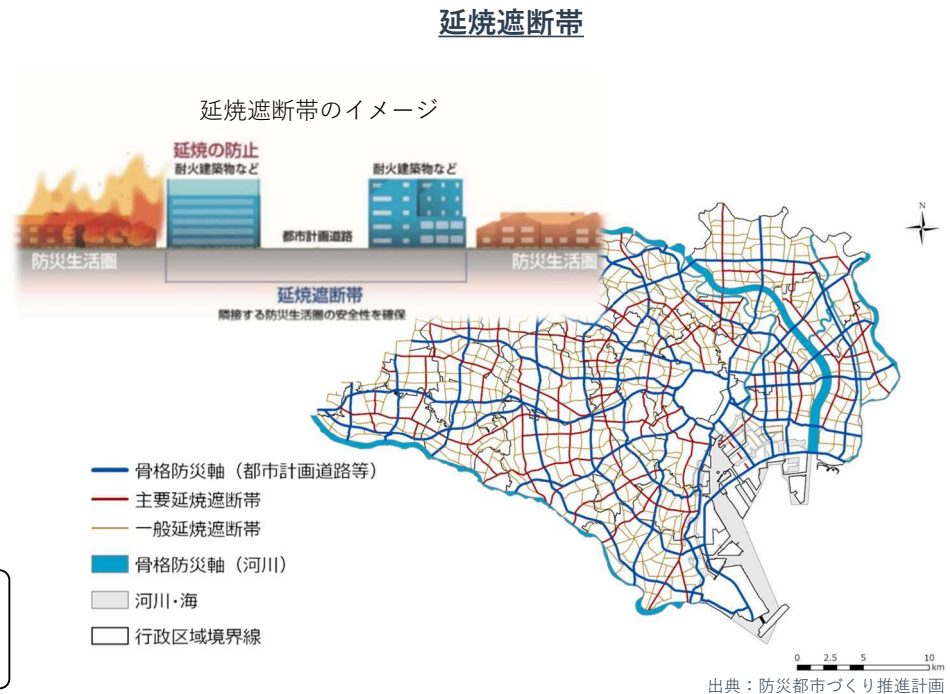 延焼遮断帯
延焼遮断帯のイメージ
延焼の防止
耐火建築物など
耐火建築物など
都市計画道路
防災生活圏
防災生活圏
延焼遮断帯
隣接する防災生活圏の安全性を確保
N
骨格防災軸（都市計画道路等）
主要延焼遮断帯
一般延焼遮断帯
骨格防災軸（河川）
河川・海
行政区域境界線
0 2.5 5 10
km
出典：防災都市づくり推進計画